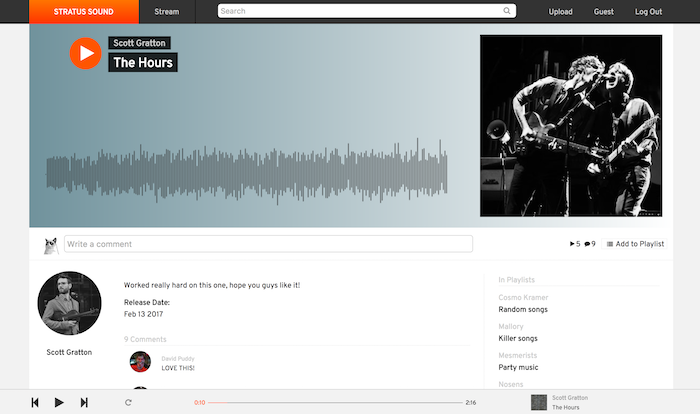 STRATUS SOUND
Stream
Search
Upload
Guest
Log Out
Scott Gratton
The Hours
Write a comment
5
9
Add to Playlist
Scott Gratton
Worked really hard on this one, hope you guys like it!
Release Date:
Feb 13 2017
9 Comments
David Puddy
LOVE THIS!
In Playlists
Cosmo Kramer
Random songs
Mallory
Killer songs
Mesmerists
Party music
Nosens
0:10
2:16
Scott Gratton
The Hours